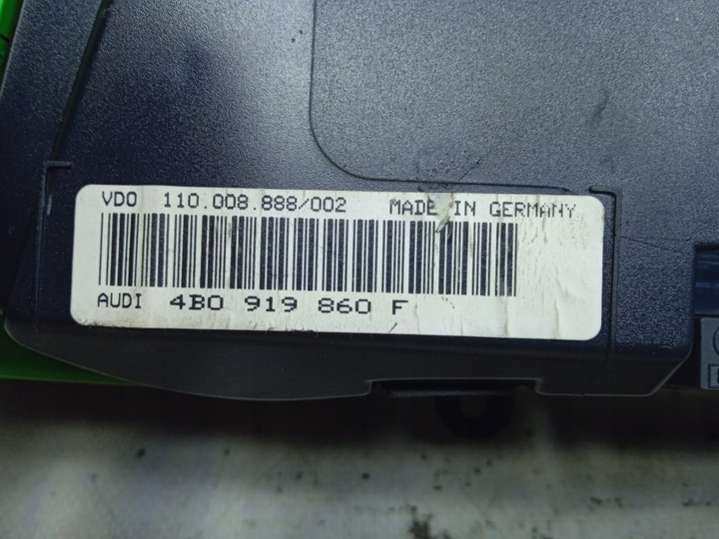 VDO 110.008.888/002 MADE IN GERMANY
AUDI 4B0 919 860 F